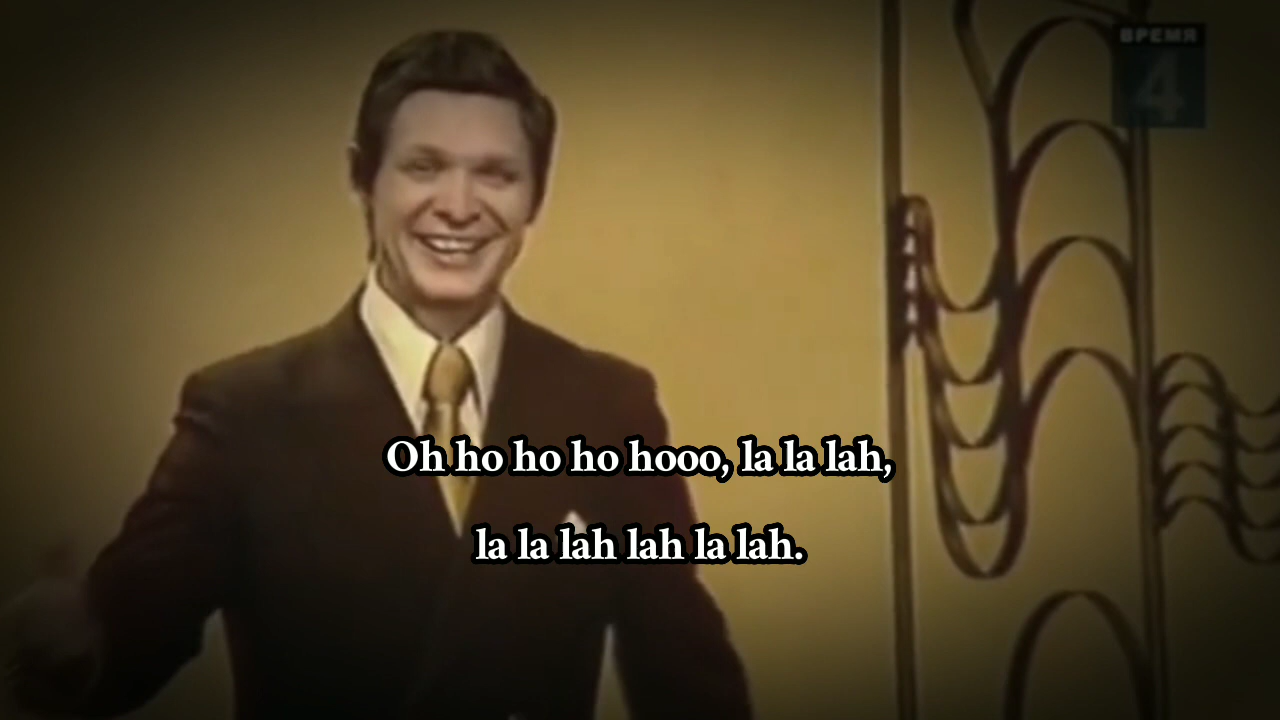 ВРЕМЯ
4
Oh ho ho ho hooo, la la lah,
la la lah lah la lah.